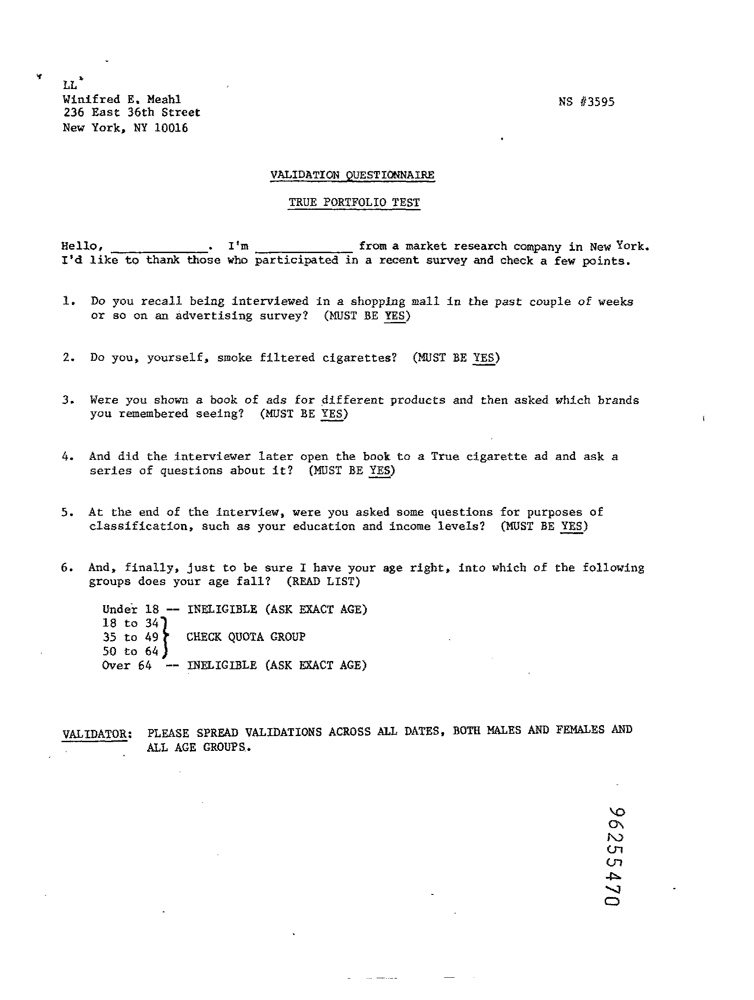 LL
Winifred E. Meahl
236 East 36th Street
New York, NY 10016
NS #3595
VALIDATION QUESTIONNAIRE
TRUE PORTFOLIO TEST
Hello, ____________. I'm ____________ from a market research company in New York.
I'd like to thank those who participated in a recent survey and check a few points.
1. Do you recall being interviewed in a shopping mall in the past couple of weeks
or so on an advertising survey? (MUST BE YES)
2. Do you, yourself, smoke filtered cigarettes? (MUST BE YES)
3. Were you shown a book of ads for different products and then asked which brands
you remembered seeing? (MUST BE YES)
4. And did the interviewer later open the book to a True cigarette ad and ask a
series of questions about it? (MUST BE YES)
5. At the end of the interview, were you asked some questions for purposes of
classification, such as your education and income levels? (MUST BE YES)
6. And, finally, just to be sure I have your age right, into which of the following
groups does your age fall? (READ LIST)
Under 18 -- INELIGIBLE (ASK EXACT AGE)
18 to 34
35 to 49 } CHECK QUOTA GROUP
50 to 64
Over 64 -- INELIGIBLE (ASK EXACT AGE)
VALIDATOR: PLEASE SPREAD VALIDATIONS ACROSS ALL DATES, BOTH MALES AND FEMALES AND
ALL AGE GROUPS.
96255470